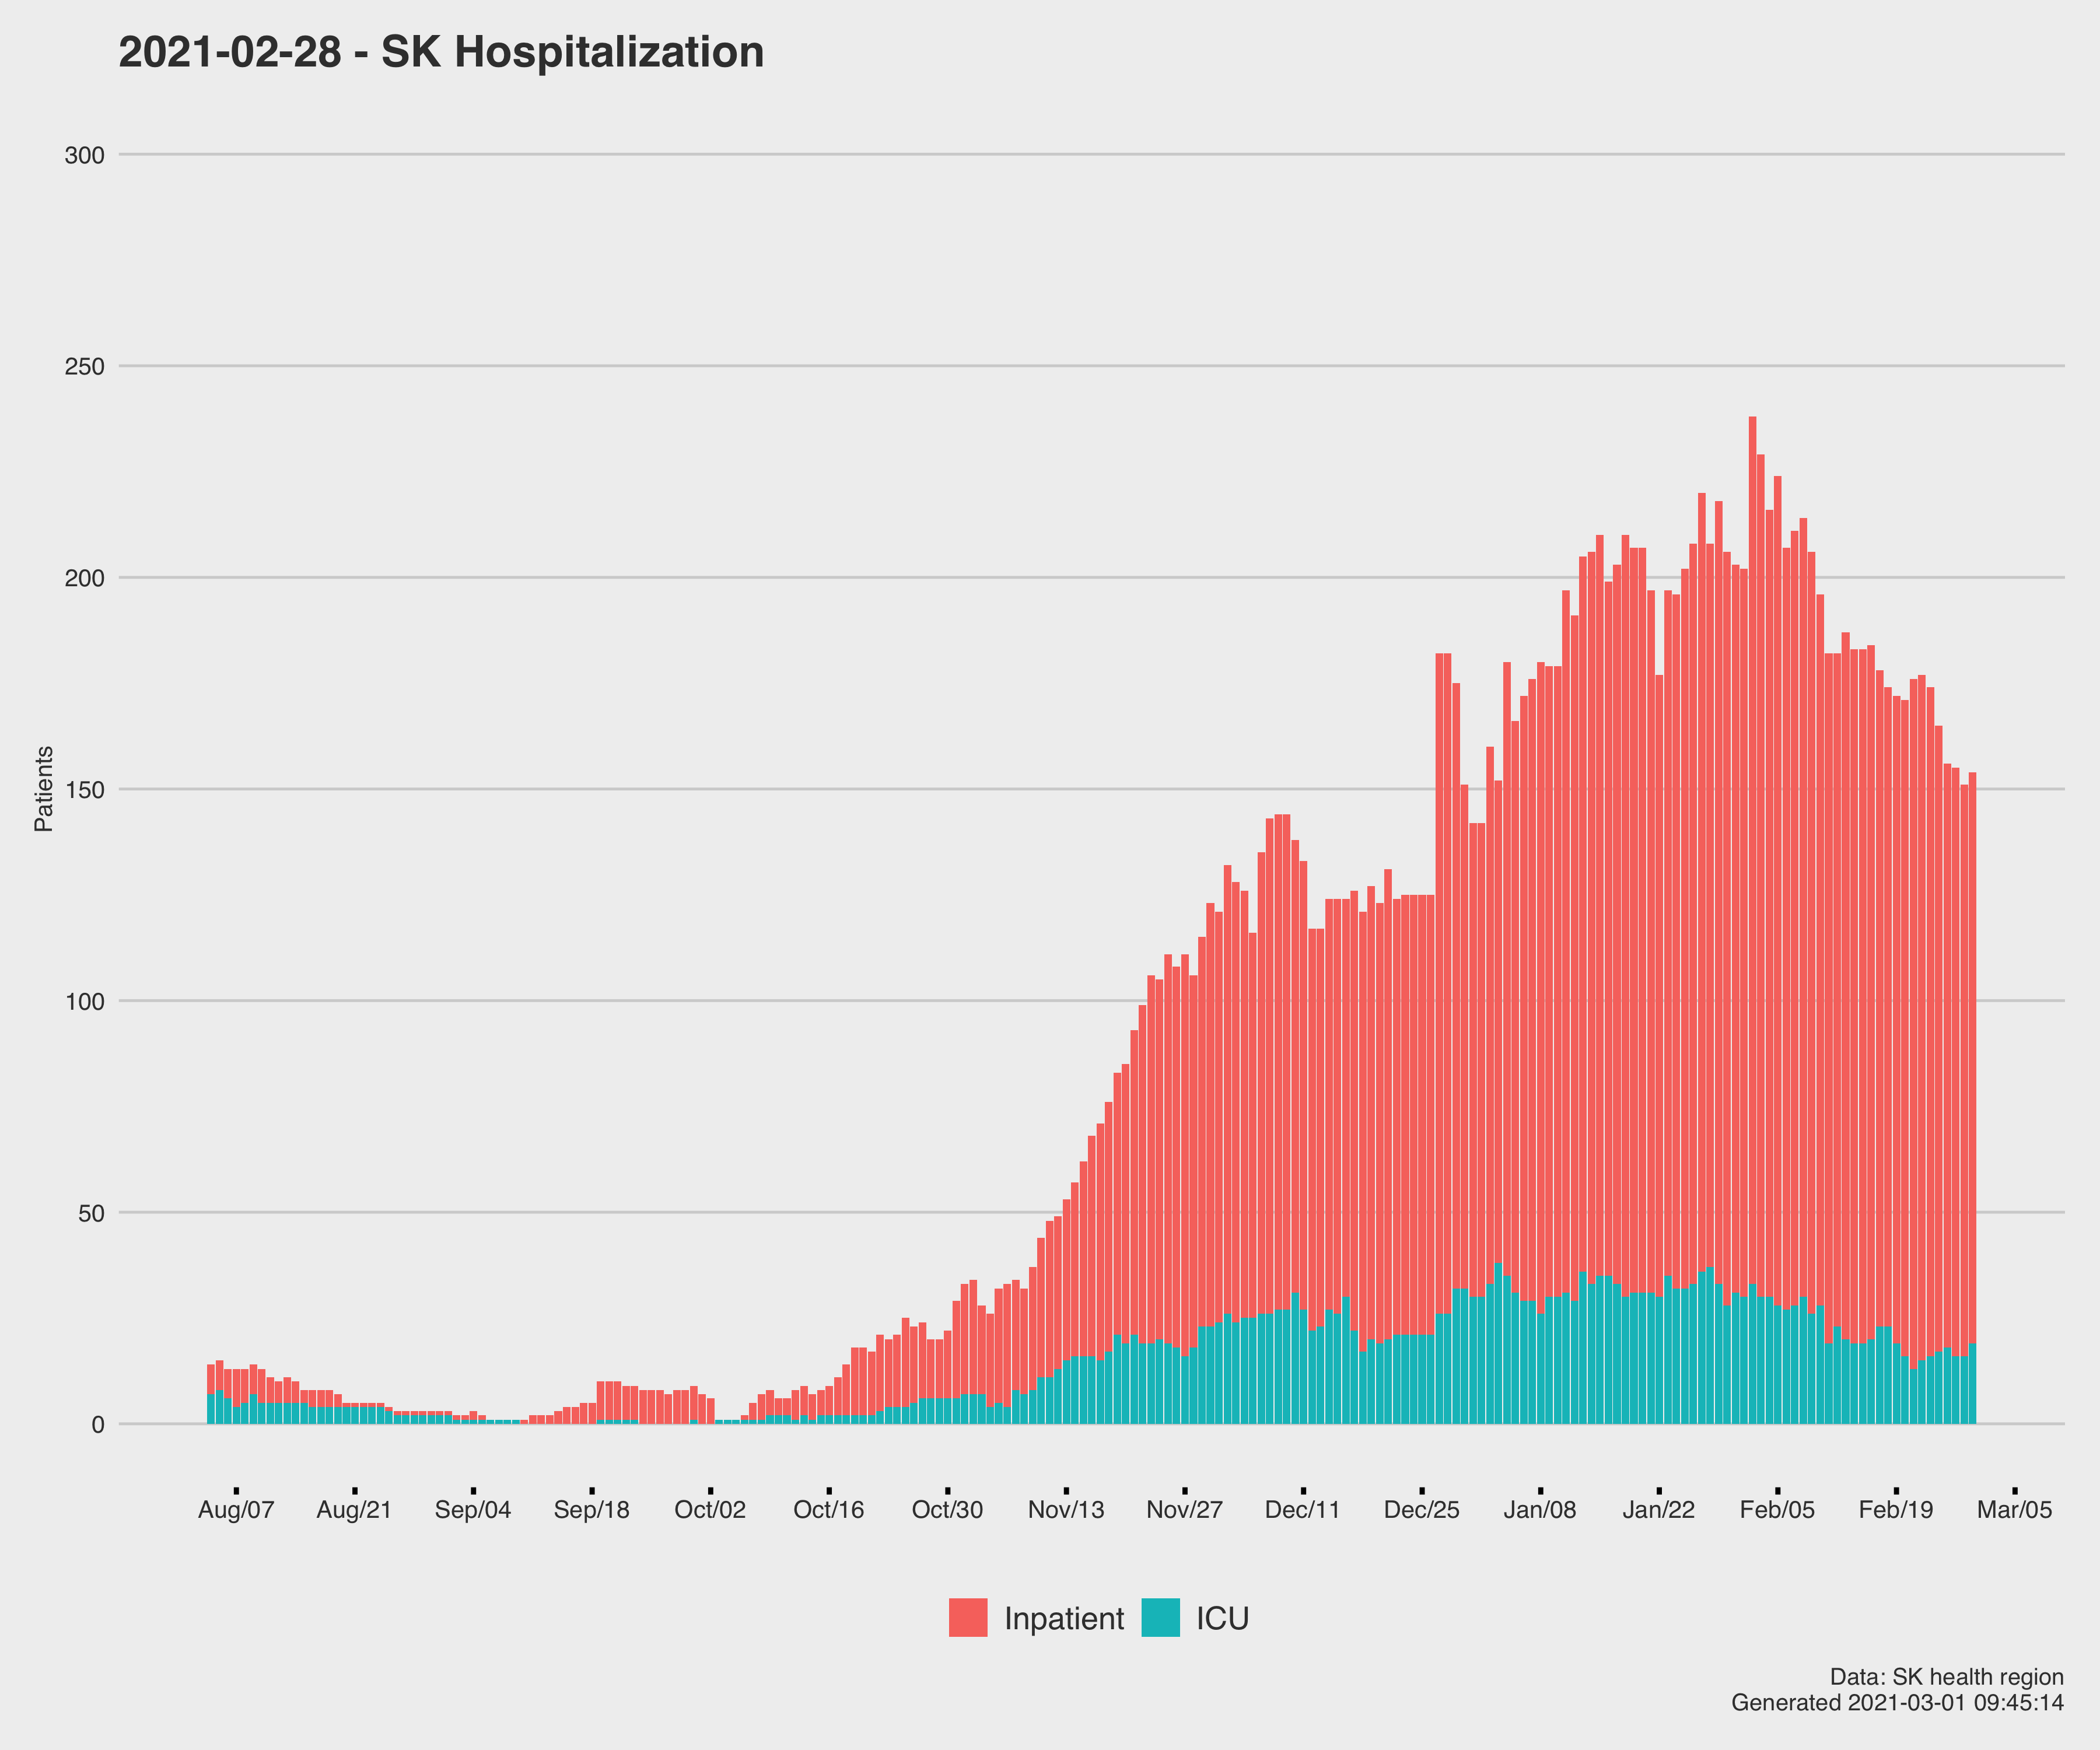 2021-02-28 - SK Hospitalization
300
250
200
150
100
50
0
Patients
Aug/07 Aug/21 Sep/04 Sep/18 Oct/02 Oct/16 Oct/30 Nov/13 Nov/27 Dec/11 Dec/25 Jan/08 Jan/22 Feb/05 Feb/19 Mar/05
Inpatient ICU
Data: SK health region
Generated 2021-03-01 09:45:14